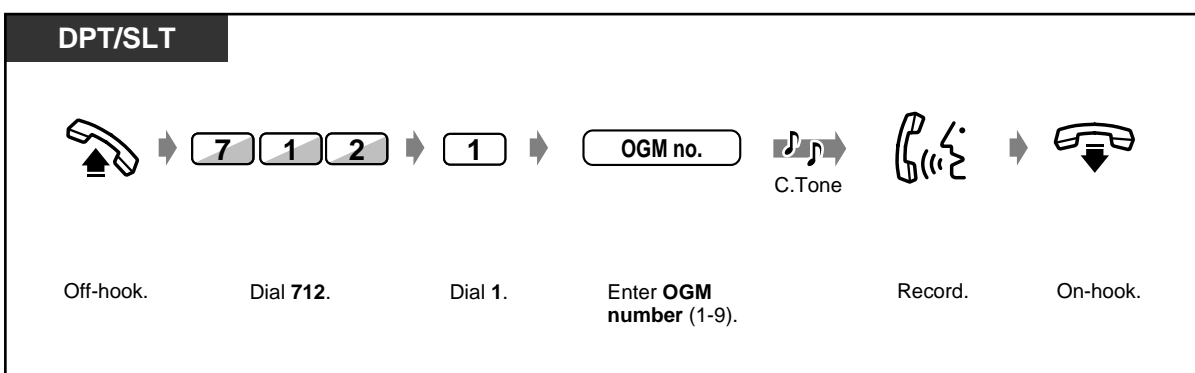 DPT/SLT
7 1 2
1
OGM no.
C.Tone
Off-hook.
Dial 712.
Dial 1.
Enter OGM
number (1-9).
Record.
On-hook.